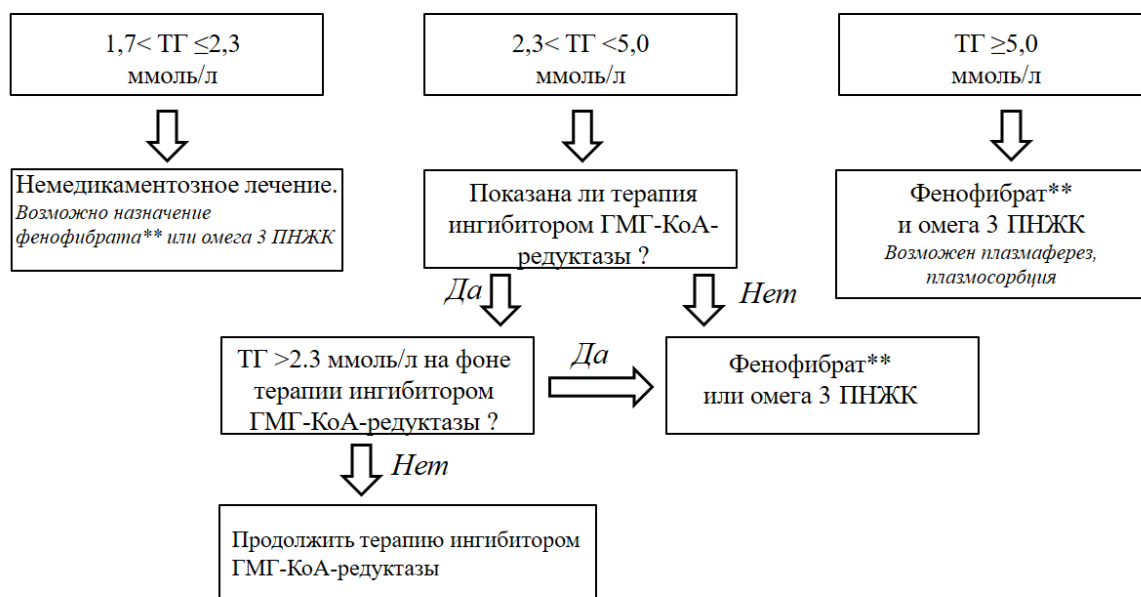 1,7< ТГ ≤2,3
ммоль/л
2,3< ТГ <5,0
ммоль/л
ТГ ≥5,0
ммоль/л
Немедикаментозное лечение.
Возможно назначение
фенофибрата** или омега 3 ПНЖК
Показана ли терапия
ингибитором ГМГ-КоА-
редуктазы ?
Фенофибрат**
и омега 3 ПНЖК
Возможен плазмаферез,
плазмосорбция
Да
Нет
ТГ >2.3 ммоль/л на фоне
терапии ингибитором
ГМГ-КоА-редуктазы ?
Да
Фенофибрат**
или омега 3 ПНЖК
Нет
Продолжить терапию ингибитором
ГМГ-КоА-редуктазы